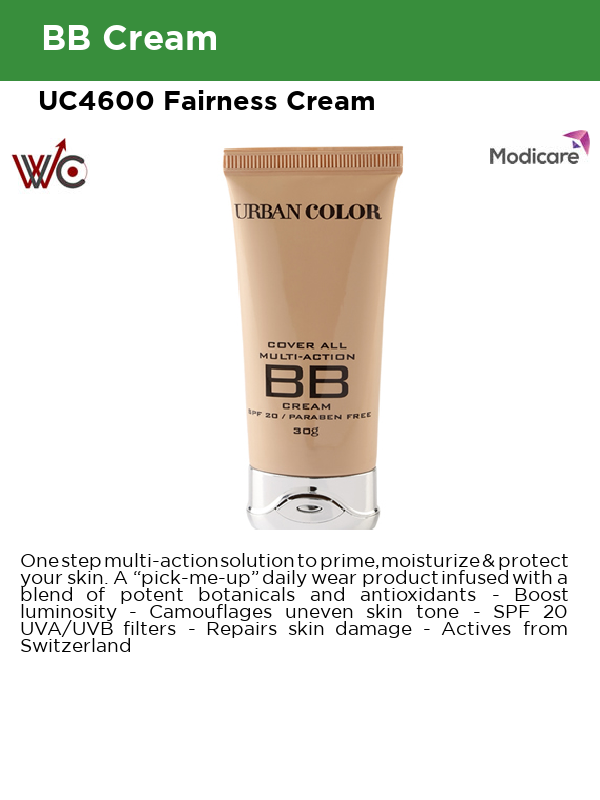 BB Cream
UC4600 Fairness Cream
WC
Modicare
URBAN COLOR
COVER ALL
MULTI-ACTION
BB
CREAM
SPF 20 / PARABEN FREE
30g
One step multi-action solution to prime, moisturize & protect
your skin. A “pick-me-up” daily wear product infused with a
blend of potent botanicals and antioxidants - Boost
luminosity - Camouflages uneven skin tone - SPF 20
UVA/UVB filters - Repairs skin damage - Actives from
Switzerland